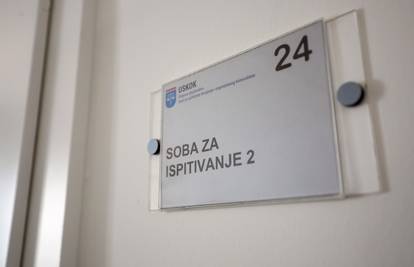 24
USKOK
SOBA ZA
ISPITIVANJE 2